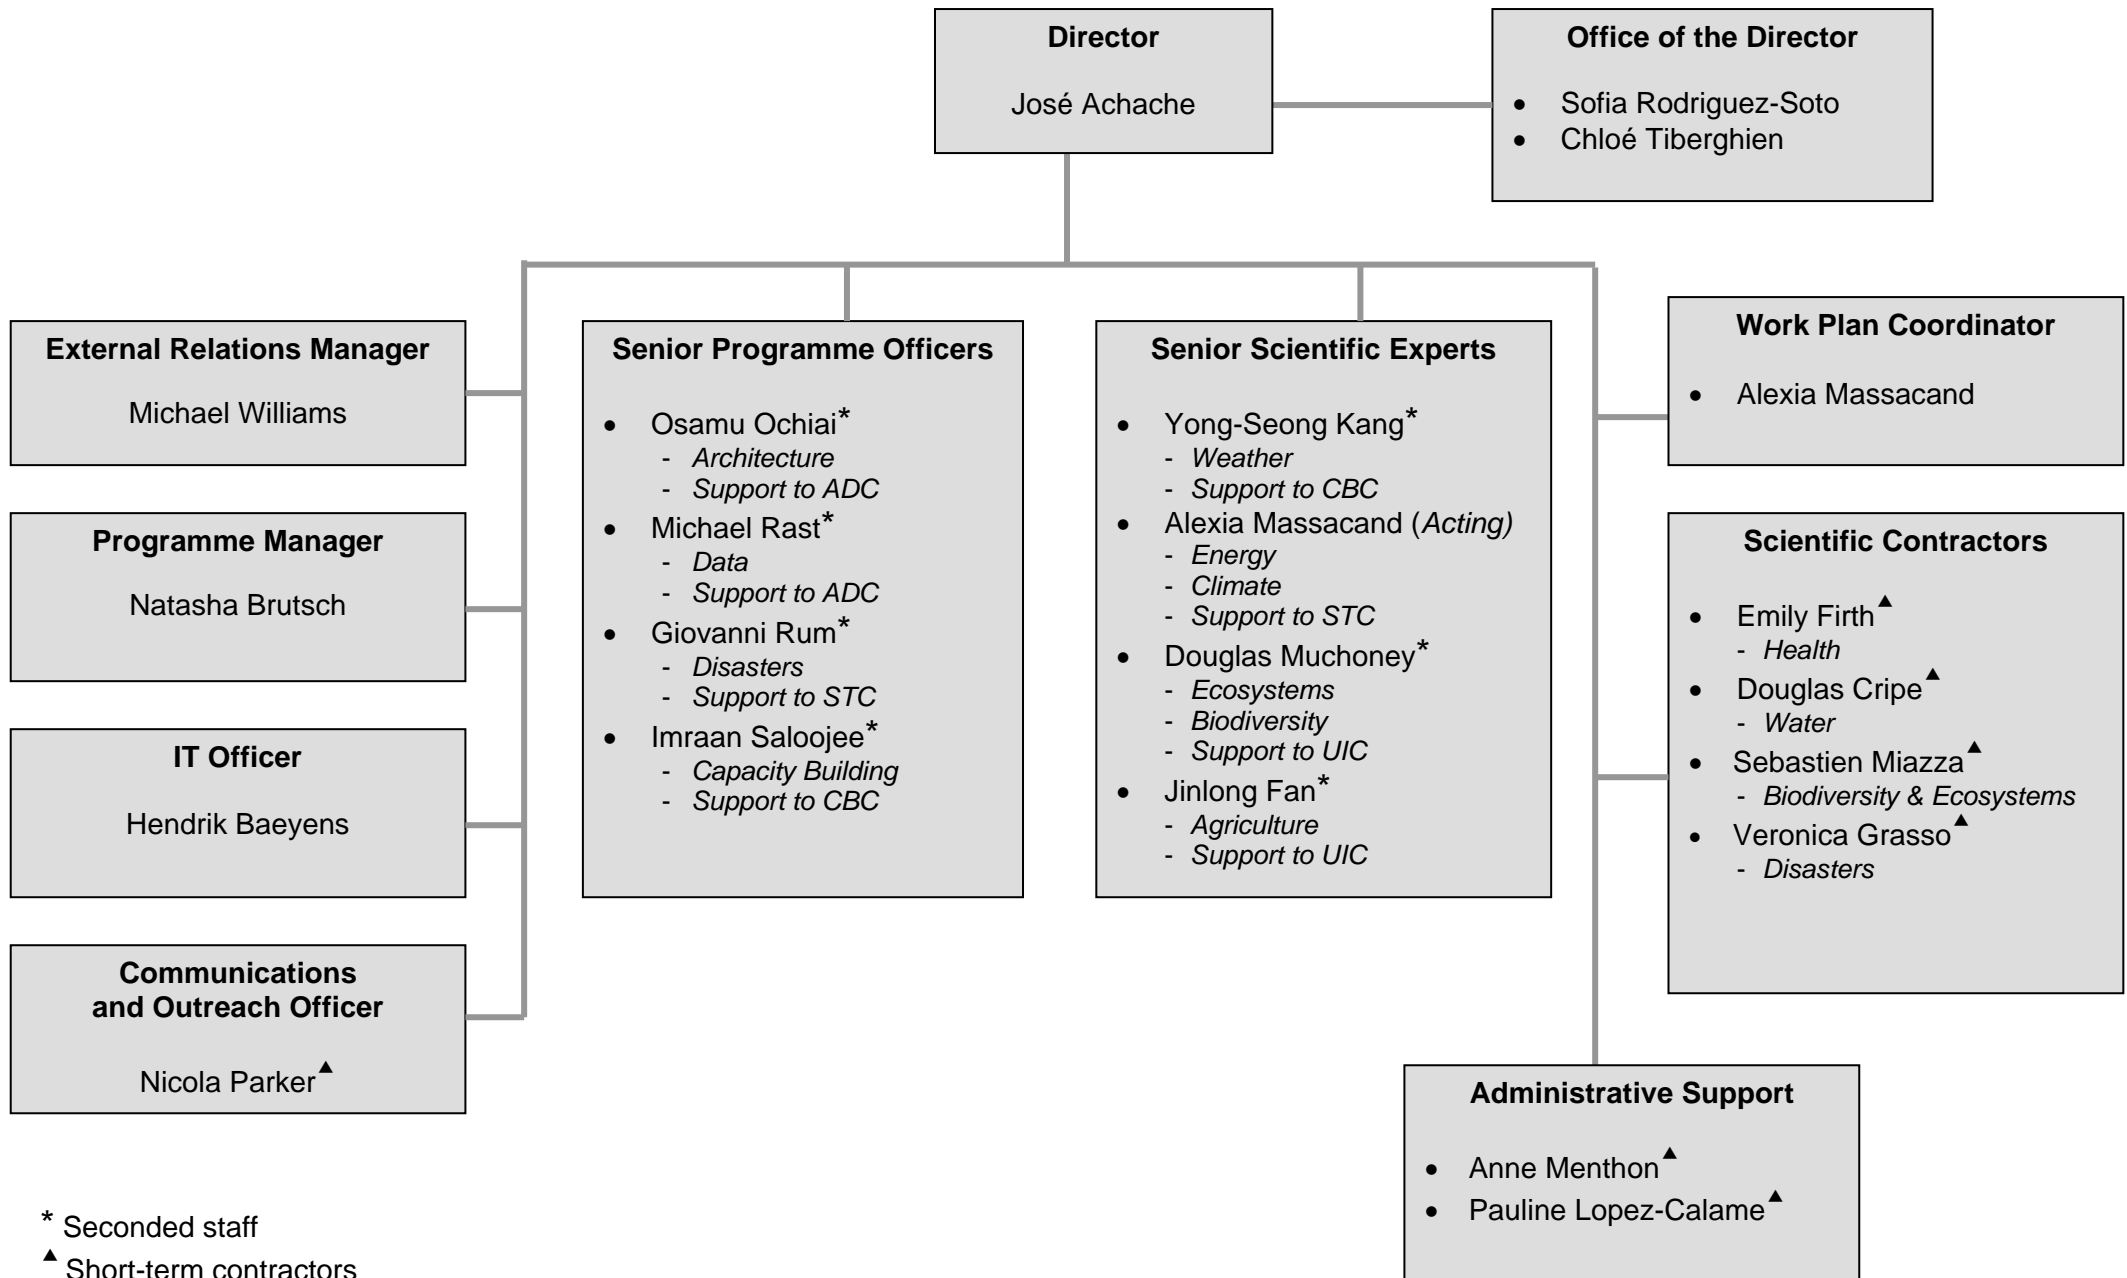 Director
José Achache
Office of the Director
• Sofia Rodriguez-Soto
• Chloé Tiberghien
External Relations Manager
Michael Williams
Programme Manager
Natasha Brutsch
IT Officer
Hendrik Baeyens
Communications
and Outreach Officer
Nicola Parker▲
Senior Programme Officers
• Osamu Ochiai*
- Architecture
- Support to ADC
• Michael Rast*
- Data
- Support to ADC
• Giovanni Rum*
- Disasters
- Support to STC
• Imraan Saloojee*
- Capacity Building
- Support to CBC
Senior Scientific Experts
• Yong-Seong Kang*
- Weather
- Support to CBC
• Alexia Massacand (Acting)
- Energy
- Climate
- Support to STC
• Douglas Muchoney*
- Ecosystems
- Biodiversity
- Support to UIC
• Jinlong Fan*
- Agriculture
- Support to UIC
Work Plan Coordinator
• Alexia Massacand
Scientific Contractors
• Emily Firth▲
- Health
• Douglas Cripe▲
- Water
• Sebastien Miazza▲
- Biodiversity & Ecosystems
• Veronica Grasso▲
- Disasters
Administrative Support
• Anne Menthon▲
• Pauline Lopez-Calame▲
* Seconded staff
▲ Short-term contractors